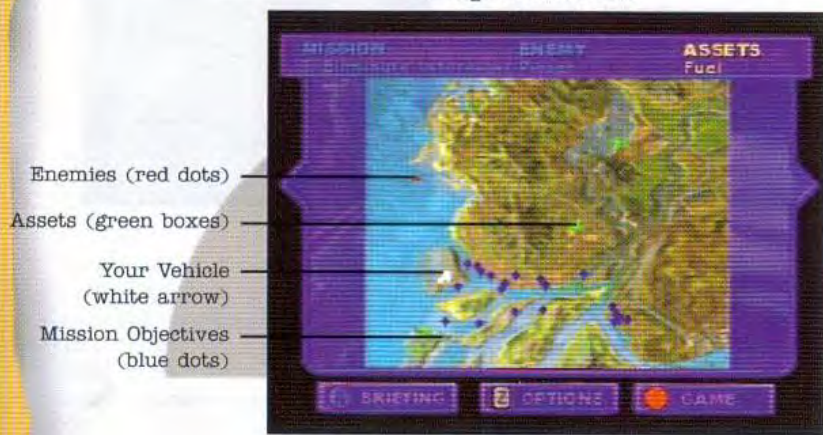 MISSION ENEMY ASSETS
Fuel
Enemies (red dots)
Assets (green boxes)
Your Vehicle
(white arrow)
Mission Objectives
(blue dots)
BRIEFING Z OPTIONS GAME